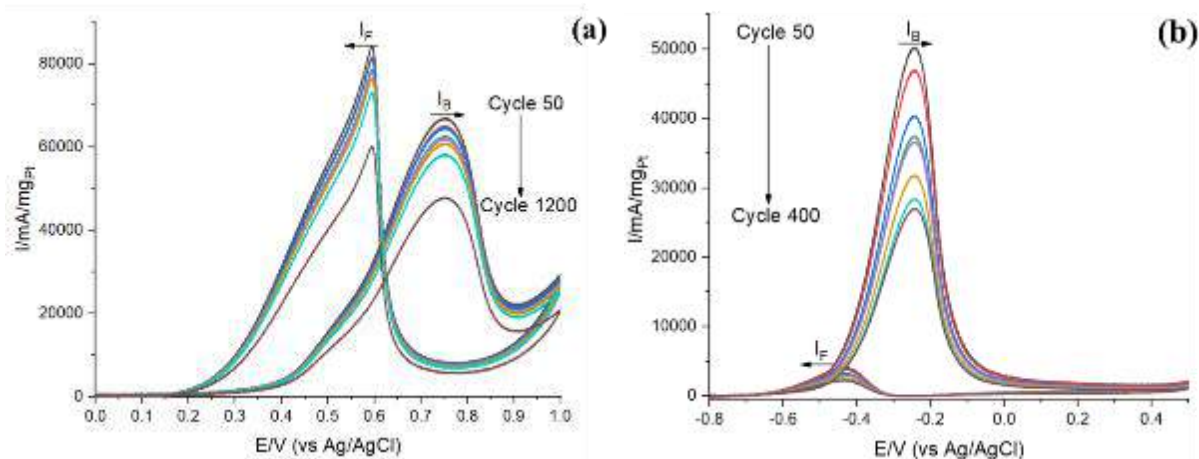 (a)
I_F
I_B
Cycle 50
Cycle 1200
I/mA/mg_Pt
80000
60000
40000
20000
0
0.0 0.1 0.2 0.3 0.4 0.5 0.6 0.7 0.8 0.9 1.0
E/V (vs Ag/AgCl)
(b)
Cycle 50
I_B
Cycle 400
I_F
I/mA/mg_Pt
50000
40000
30000
20000
10000
0
-0.8 -0.6 -0.4 -0.2 0.0 0.2 0.4
E/V (vs Ag/AgCl)